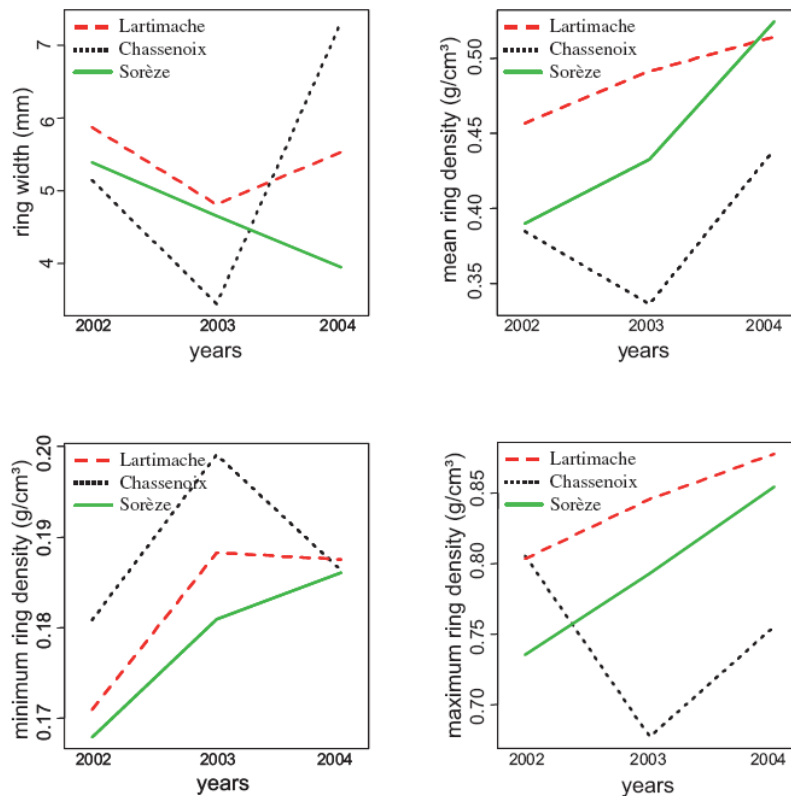 ring width (mm)
7
6
5
4
Lartimache
Chassenoix
Sorèze
2002
2003
2004
years
mean ring density (g/cm³)
0.50
0.45
0.40
0.35
Lartimache
Chassenoix
Sorèze
2002
2003
2004
years
minimum ring density (g/cm³)
0.20
0.19
0.18
0.17
Lartimache
Chassenoix
Sorèze
2002
2003
2004
years
maximum ring density (g/cm³)
0.85
0.80
0.75
0.70
Lartimache
Chassenoix
Sorèze
2002
2003
2004
years